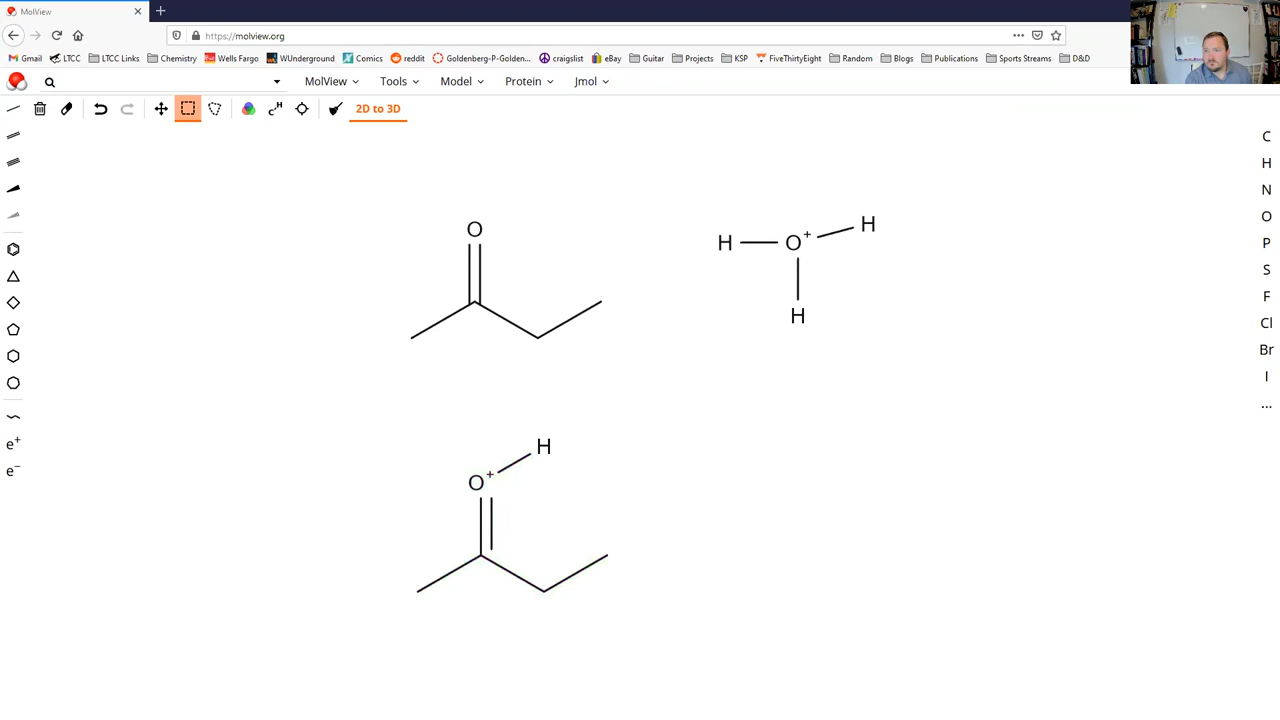 MolView
https://molview.org
Gmail LTCC LTCC Links Chemistry Wells Fargo WUnderground Comics reddit Goldenberg-P-Golden... craigslist eBay Guitar Projects KSP FiveThirtyEight Random Blogs Publications Sports Streams D&D
MolView Tools Model Protein Jmol
c H 2D to 3D
C
H
N
O
P
S
F
Cl
Br
I
...
e+
e−
O
H O+ H
H
H
O+